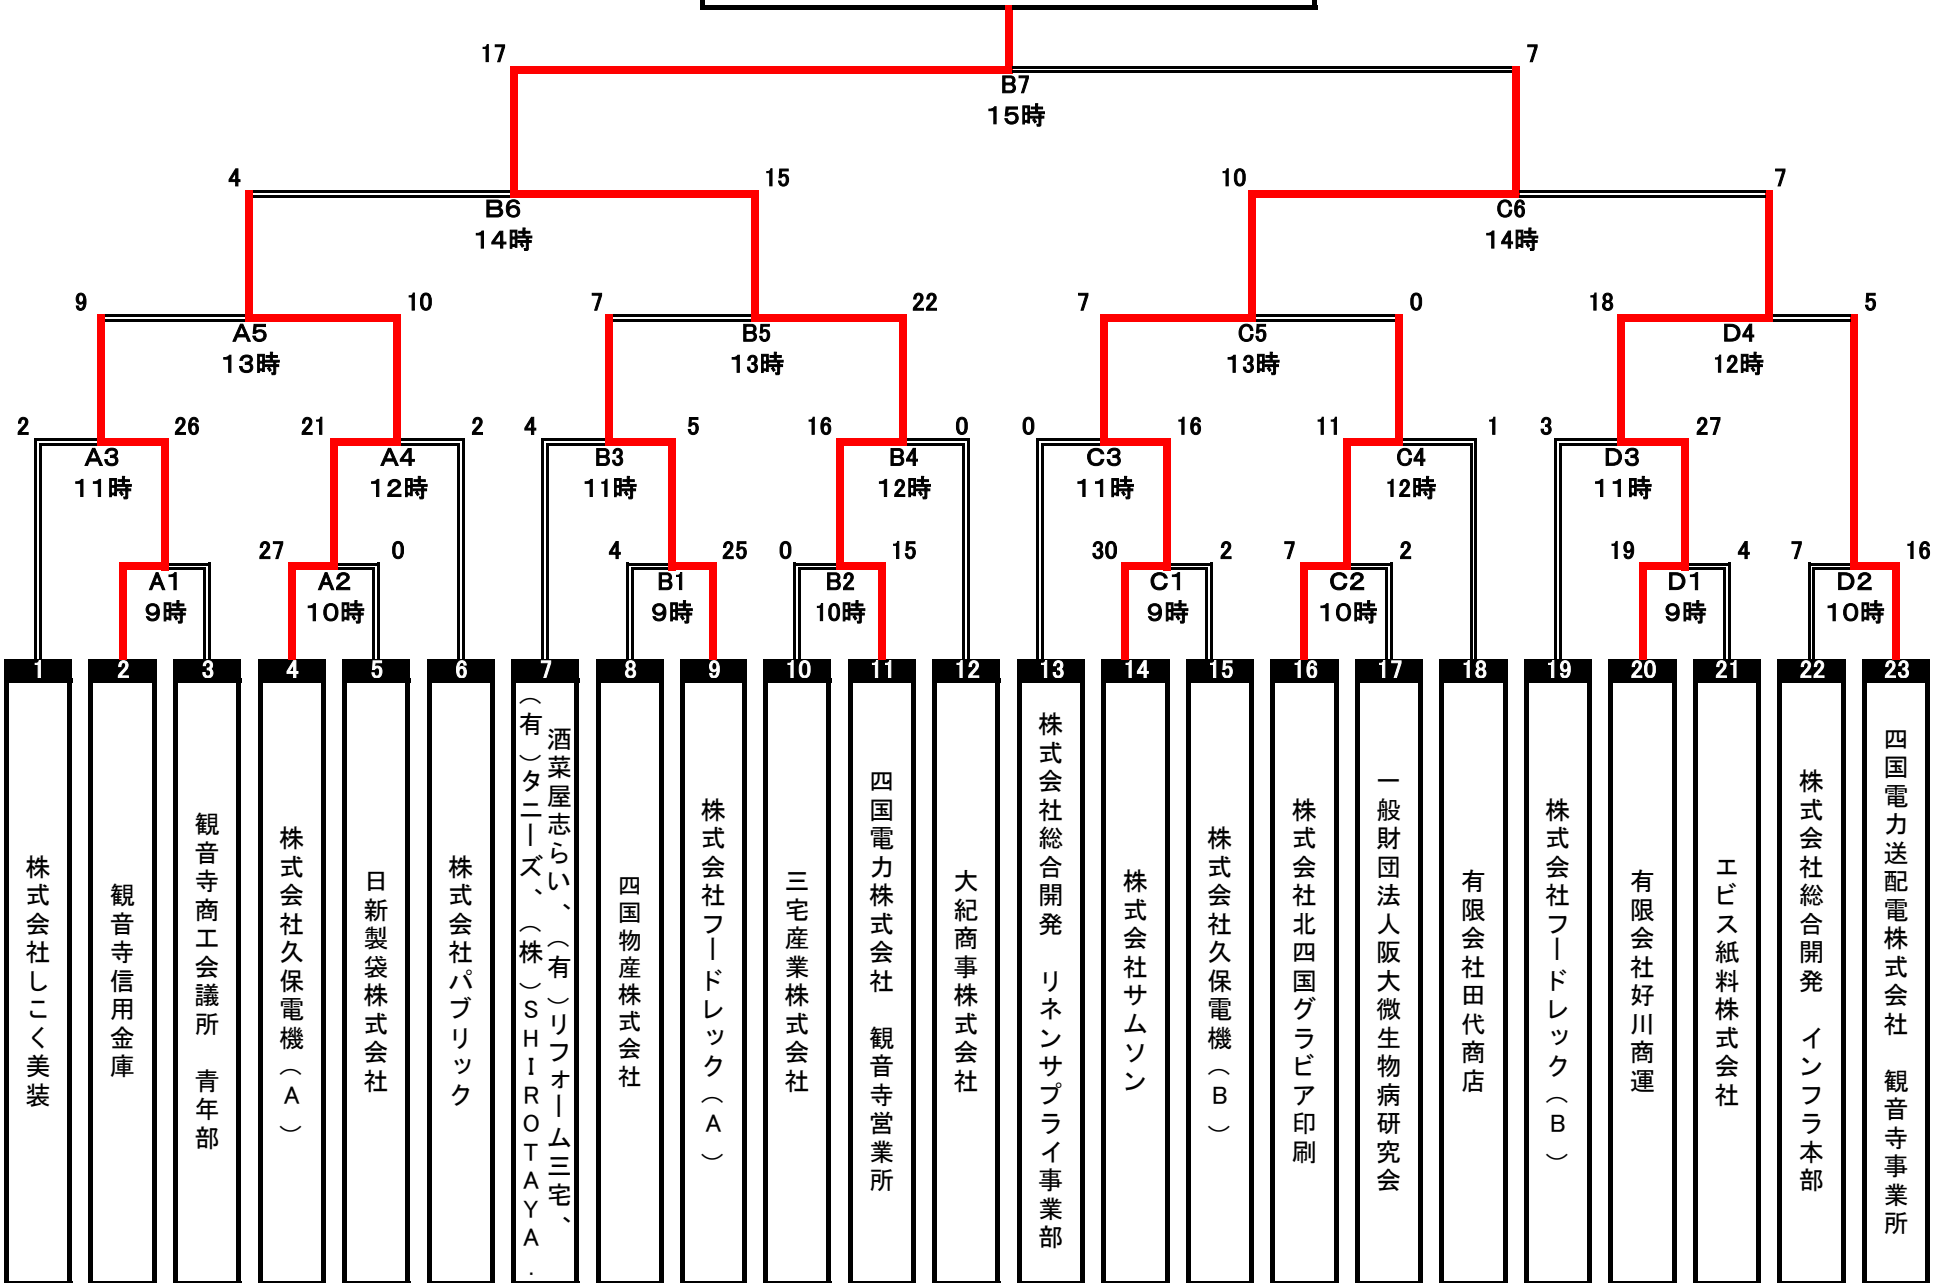 17 7
B7
15時
4 15 10 7
B6 C6
14時 14時
9 10 7 22 7 0 18 5
A5 B5 C5 D4
13時 13時 13時 12時
2 26 21 2 4 5 16 0 0 16 11 1 3 27
A3 A4 B3 B4 C3 C4 D3
11時 12時 11時 12時 11時 12時 11時
27 0 4 25 0 15 30 2 7 2 19 4 7 16
A1 A2 B1 B2 C1 C2 D1 D2
9時 10時 9時 10時 9時 10時 9時 10時
1 2 3 4 5 6 7 8 9 10 11 12 13 14 15 16 17 18 19 20 21 22 23
株式会社しこく美装
観音寺信用金庫
観音寺商工会議所 青年部
株式会社久保電機(A)
日新製袋株式会社
株式会社パブリック
酒菜屋志らい、(有)リフォーム三宅、
(有)タニーズ、(株)SHIROTAYA.
四国物産株式会社
株式会社フードレック(A)
三宅産業株式会社
四国電力株式会社 観音寺営業所
大紀商事株式会社
株式会社総合開発 リネンサプライ事業部
株式会社サムソン
株式会社久保電機(B)
株式会社北四国グラビア印刷
一般財団法人阪大微生物病研究会
有限会社田代商店
株式会社フードレック(B)
有限会社好川商運
エビス紙料株式会社
株式会社総合開発 インフラ本部
四国電力送配電株式会社 観音寺事業所